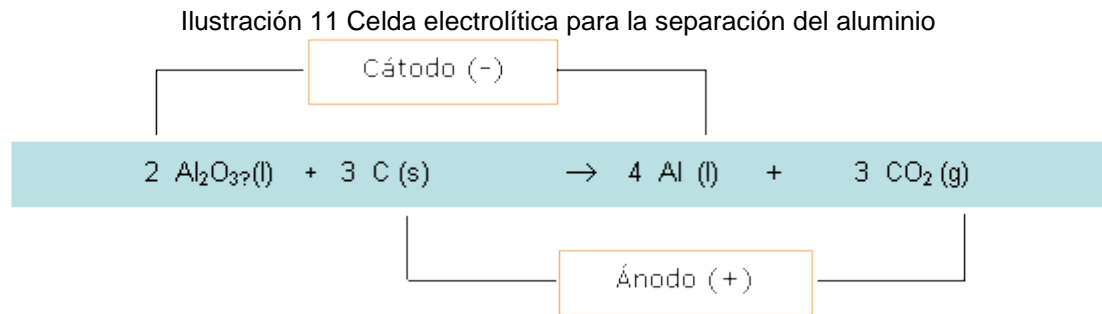 Ilustración 11 Celda electrolítica para la separación del aluminio
Cátodo (-)
2 Al₂O₃?(l) + 3 C (s) → 4 Al (l) + 3 CO₂ (g)
Ánodo (+)